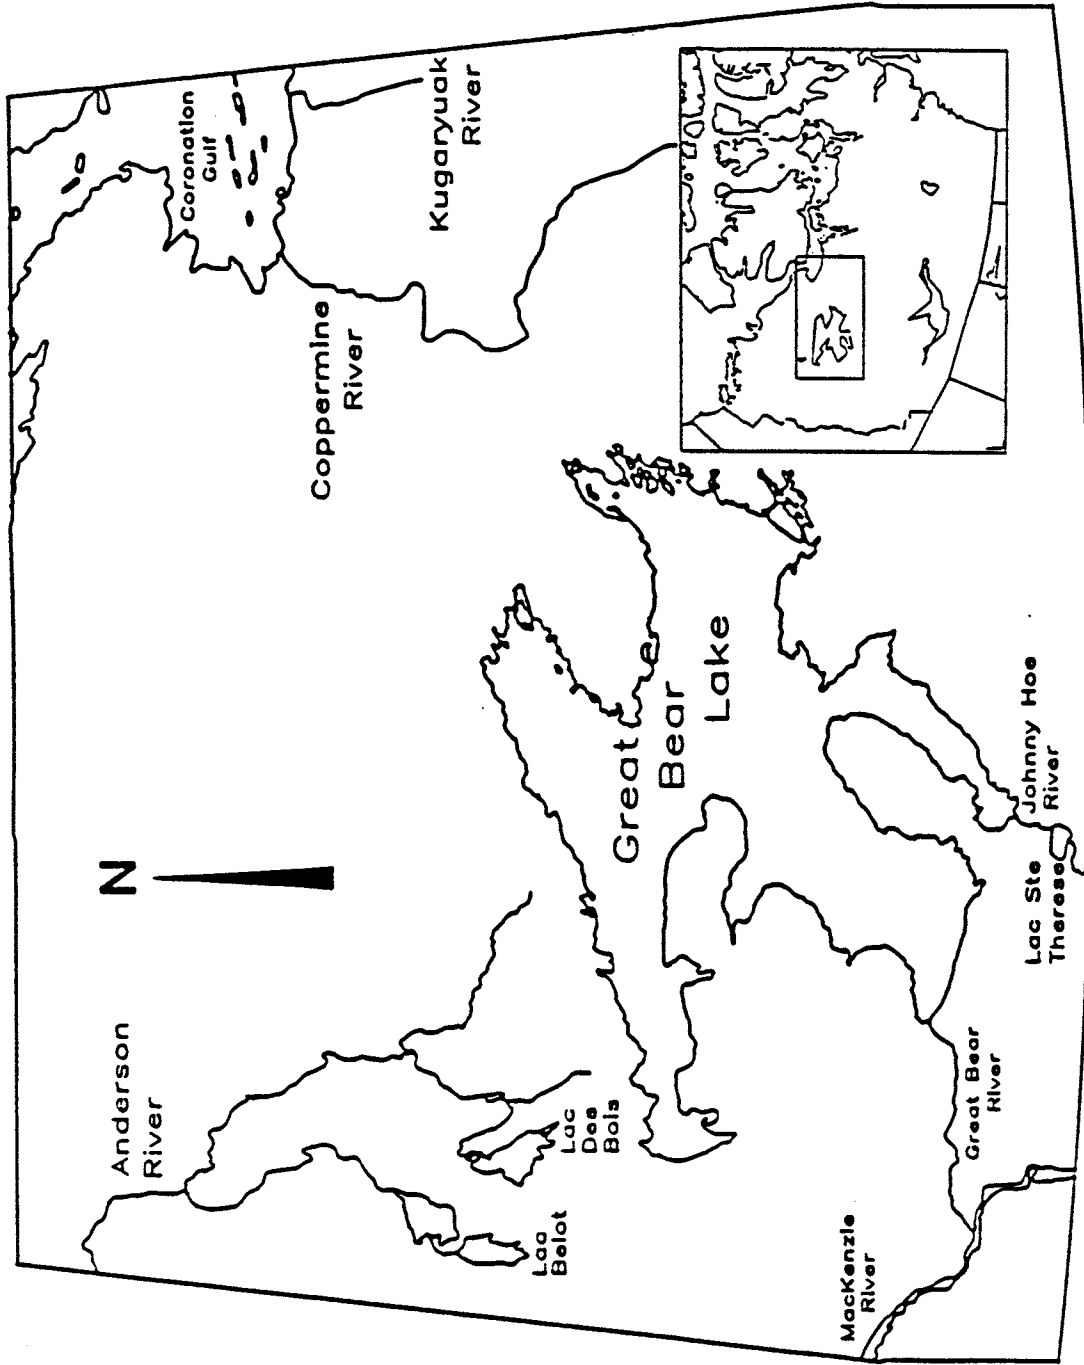 N
Anderson
River
Coronation
Gulf
Kugaryuak
River
Coppermine
River
Lac
Belot
Lac
Des
Bois
Great
Bear
Lake
MacKenzie
River
Great Bear
River
Lac Ste
Therese
Johnny Hoe
River